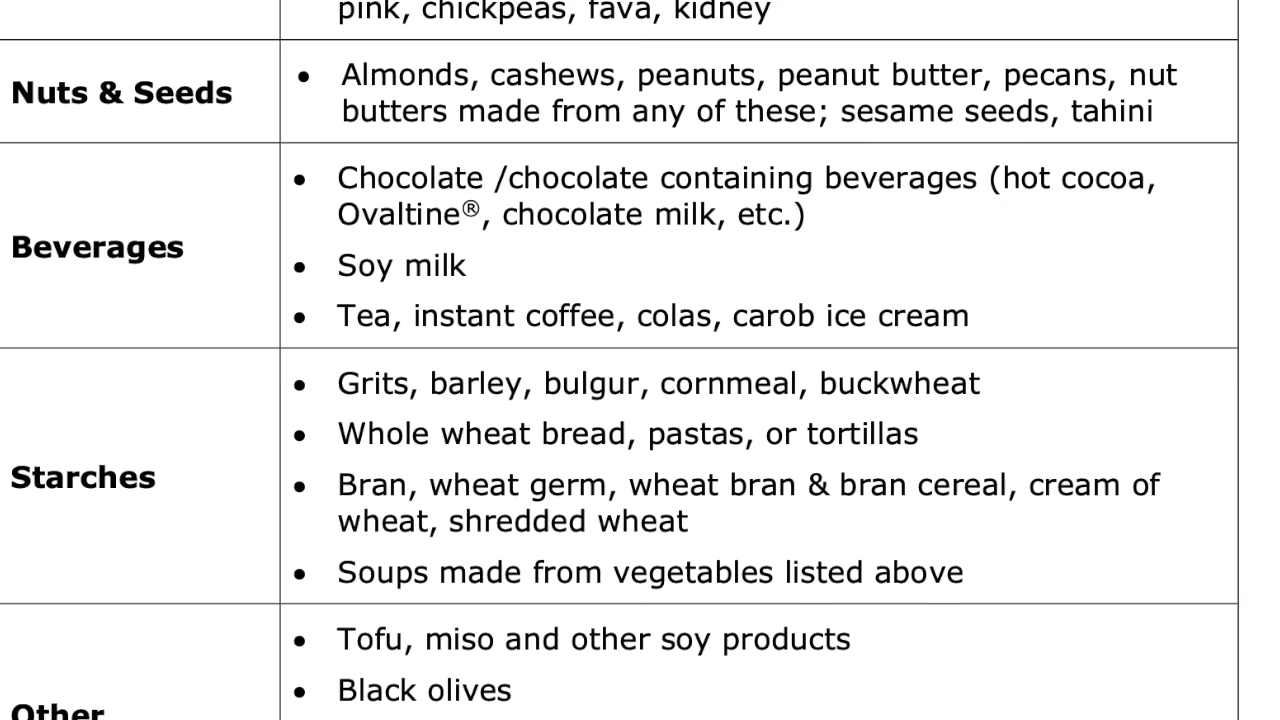 pink, chickpeas, fava, kidney
Nuts & Seeds
• Almonds, cashews, peanuts, peanut butter, pecans, nut
butters made from any of these; sesame seeds, tahini
Beverages
• Chocolate /chocolate containing beverages (hot cocoa,
Ovaltine®, chocolate milk, etc.)
• Soy milk
• Tea, instant coffee, colas, carob ice cream
Starches
• Grits, barley, bulgur, cornmeal, buckwheat
• Whole wheat bread, pastas, or tortillas
• Bran, wheat germ, wheat bran & bran cereal, cream of
wheat, shredded wheat
• Soups made from vegetables listed above
Other
• Tofu, miso and other soy products
• Black olives